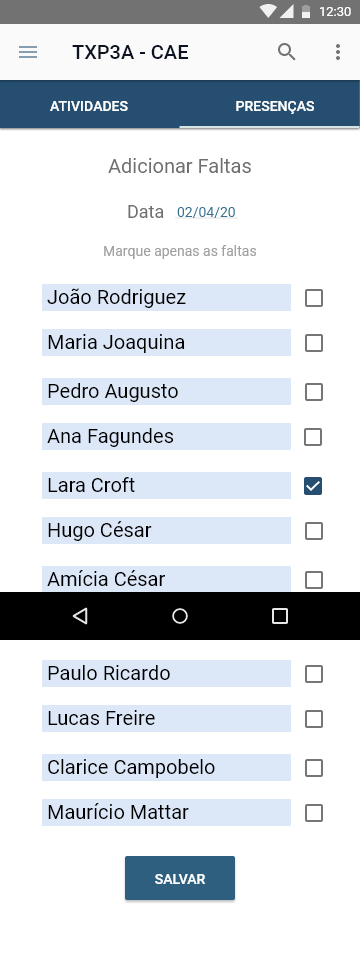 12:30
TXP3A - CAE
ATIVIDADES
PRESENÇAS
Adicionar Faltas
Data 02/04/20
Marque apenas as faltas
João Rodriguez
Maria Joaquina
Pedro Augusto
Ana Fagundes
Lara Croft
Hugo César
Amícia César
Paulo Ricardo
Lucas Freire
Clarice Campobelo
Maurício Mattar
SALVAR